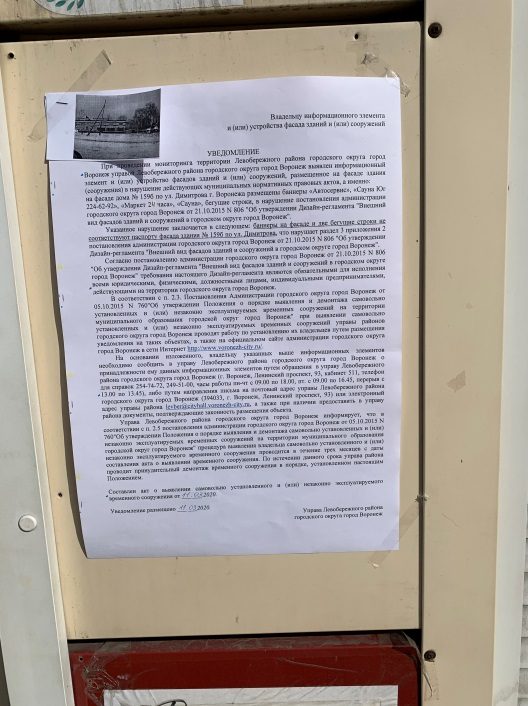 Владельцу информационного элемента
и (или) устройства фасада зданий и (или) сооружений
УВЕДОМЛЕНИЕ
При проведении мониторинга территории Левобережного района городского округа город
Воронеж управой Левобережного района городского округа город Воронеж выявлен информационный
элемент и (или) устройство фасадов зданий и (или) сооружений, размещенное на фасаде здания
(сооружения) в нарушение действующих муниципальных нормативных правовых актов, а именно:
на фасаде дома № 159б по ул. Димитрова г. Воронежа размещены баннеры «Автосервис», «Сауна Юг
224-62-92», «Маркет 24 часа», «Сауна», бегущие строки, в нарушение постановления администрации
городского округа город Воронеж от 21.10.2015 N 806 "Об утверждении Дизайн-регламента "Внешний
вид фасадов зданий и сооружений в городском округе город Воронеж".
Указанное нарушение заключается в следующем: баннеры на фасаде и две бегущие строки не
соответствуют паспорту фасада здания № 159б по ул. Димитрова, что нарушает раздел 3 приложения 2
постановления администрации городского округа город Воронеж от 21.10.2015 N 806 "Об утверждении
Дизайн-регламента "Внешний вид фасадов зданий и сооружений в городском округе город Воронеж".
Согласно постановлению администрации городского округа город Воронеж от 21.10.2015 N 806
"Об утверждении Дизайн-регламента "Внешний вид фасадов зданий и сооружений в городском округе
город Воронеж" требования настоящего Дизайн-регламента являются обязательными для исполнения
всеми юридическими, физическими, должностными лицами, индивидуальными предпринимателями,
действующими на территории городского округа город Воронеж.
В соответствии с п. 2.3. Постановления Администрации городского округа город Воронеж от
05.10.2015 N 760"Об утверждении Положения о порядке выявления и демонтажа самовольно
установленных и (или) незаконно эксплуатируемых временных сооружений на территории
муниципального образования городской округ город Воронеж" при выявлении самовольно
установленных и (или) незаконно эксплуатируемых временных сооружений управы районов
городского округа город Воронеж проводят работу по установлению их владельцев путем размещения
уведомления на таких объектах, а также на официальном сайте администрации городского округа
город Воронеж в сети Интернет http://www.voronezh-city.ru/.
На основании изложенного, владельцу указанных выше информационных элементов
необходимо сообщить в управу Левобережного района городского округа город Воронеж о
принадлежности ему данных информационных элементов путем обращения в управу Левобережного
района городского округа город Воронеж (г. Воронеж, Ленинский проспект, 93, кабинет 511, телефон
для справок 254-74-72, 249-51-00, часы работы пн-чт с 09.00 по 18.00, пт. с 09.00 по 16.45, перерыв с
13.00 по 13.45), либо путем направления письма на почтовый адрес управы Левобережного района
городского округа город Воронеж (394033, г. Воронеж, Ленинский проспект, 93) или электронный
адрес управы района levber@cityhall.voronezh-city.ru, а также при наличии предоставить в управу
района документы, подтверждающие законность размещения объекта.
Управа Левобережного района городского округа город Воронеж информирует, что в
соответствии с п. 2.5 постановления администрации городского округа город Воронеж от 05.10.2015 N
760"Об утверждении Положения о порядке выявления и демонтажа самовольно установленных и (или)
незаконно эксплуатируемых временных сооружений на территории муниципального образования
городской округ город Воронеж" процедура выявления владельца самовольно установленного и (или)
незаконно эксплуатируемого временного сооружения проводится в течение трех месяцев с даты
составления акта о выявлении временного сооружения. По истечении данного срока управа района
проводит принудительный демонтаж временного сооружения в порядке, установленном настоящим
Положением.
Составлен акт о выявлении самовольно установленного и (или) незаконно эксплуатируемого
временного сооружения от 11.03.2020.
Уведомление размещено 11.03.2020
Управа Левобережного района
городского округа город Воронеж